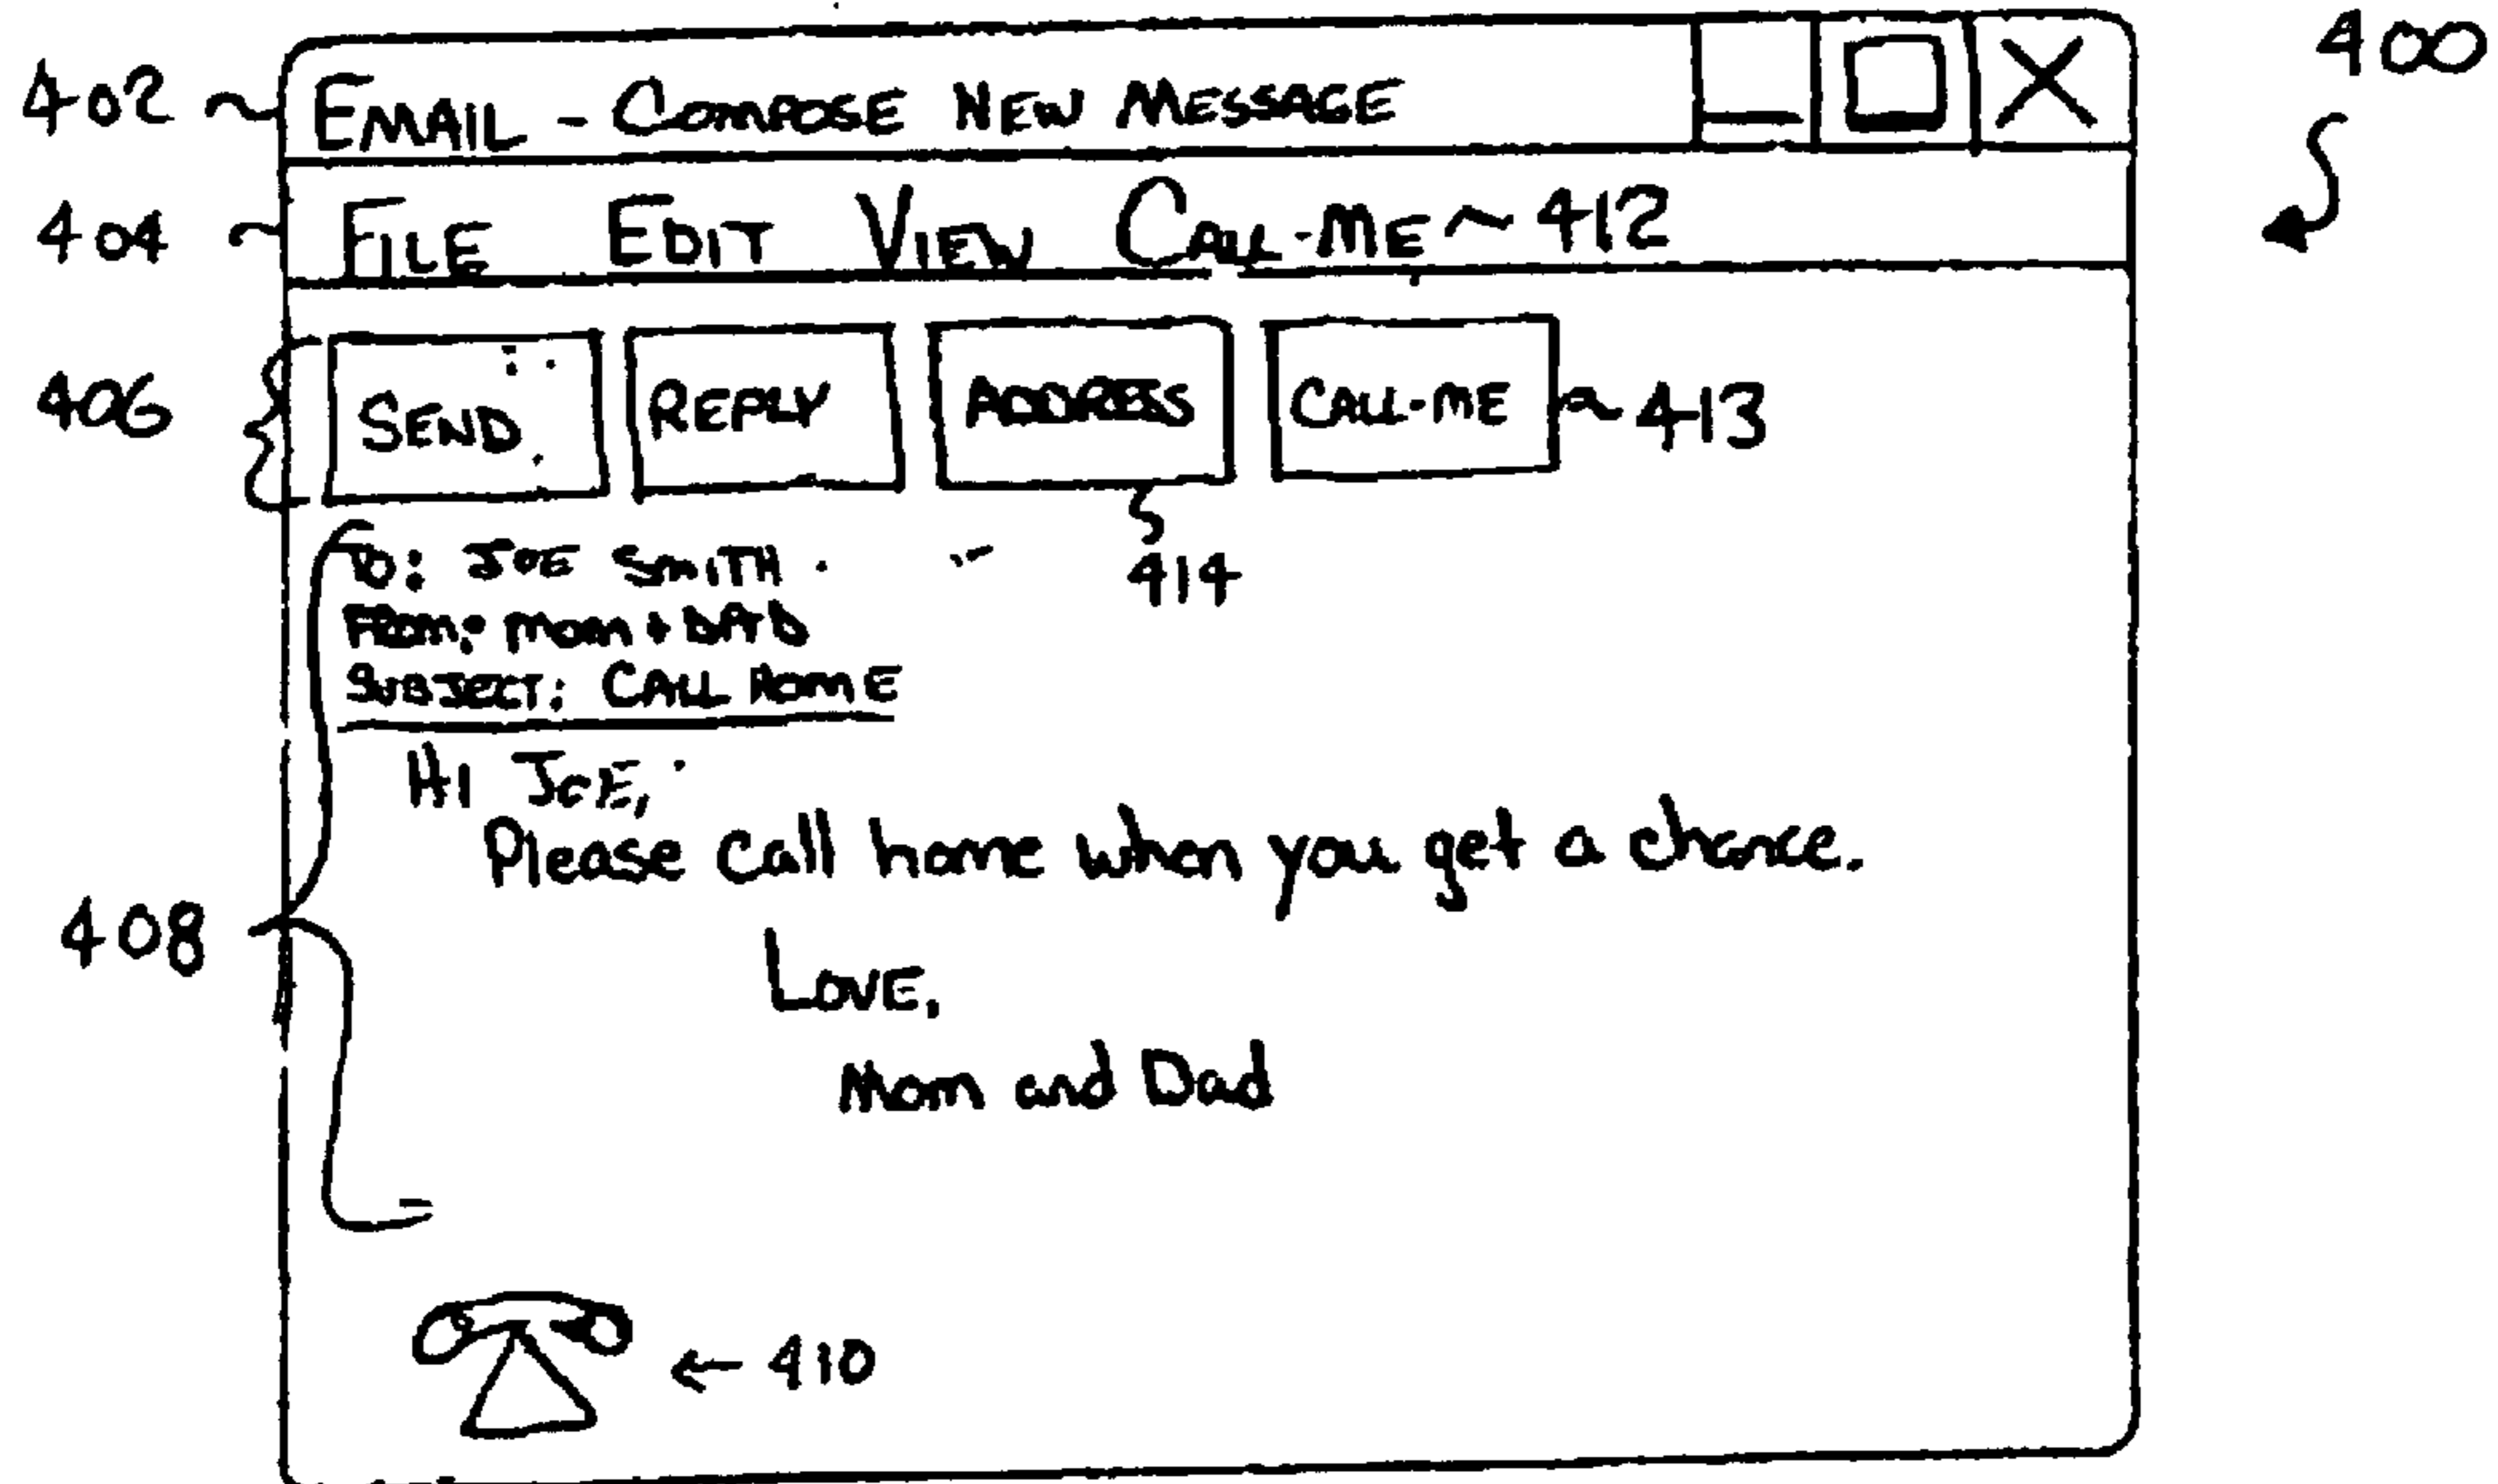 400
402 EMAIL - COMPOSE NEW MESSAGE
404 FILE EDIT VIEW CALL-ME 412
406 SEND REPLY ADDRESS CALL-ME 413
414
TO: JOE SMITH
FROM: MOM & DAD
SUBJECT: CALL HOME
HI JOE,
Please call home when you get a chance.
408
LOVE,
Mom and Dad
410